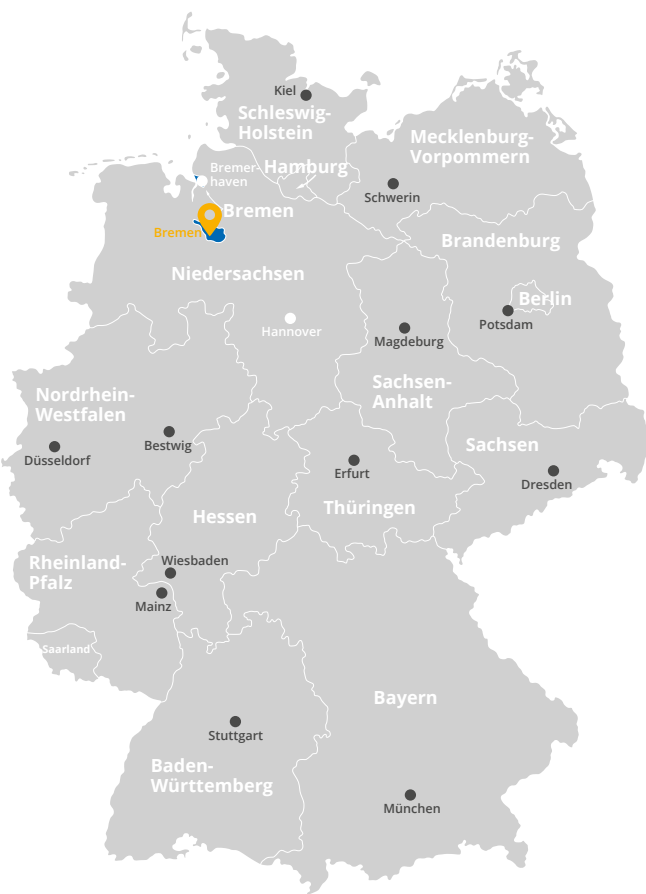 Kiel
Schleswig-
Holstein
Mecklenburg-
Vorpommern
Hamburg
Bremer-
haven
Schwerin
Bremen
Bremen
Brandenburg
Niedersachsen
Berlin
Potsdam
Hannover
Magdeburg
Sachsen-
Anhalt
Nordrhein-
Westfalen
Bestwig
Düsseldorf
Sachsen
Erfurt
Dresden
Thüringen
Hessen
Rheinland-
Pfalz
Wiesbaden
Mainz
Saarland
Bayern
Stuttgart
Baden-
Württemberg
München